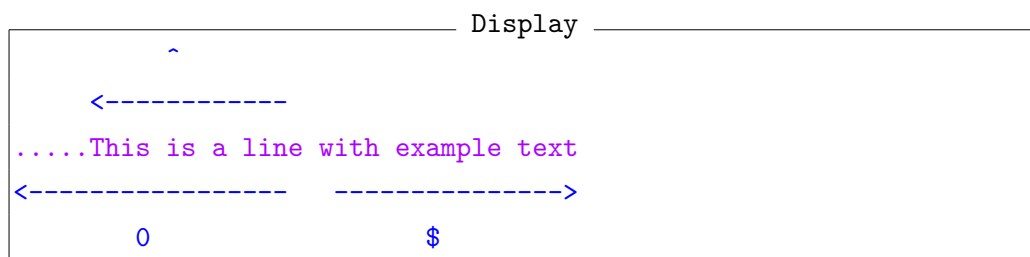 Display
^
<------------
.....This is a line with example text
<----------------- --------------->
0 $